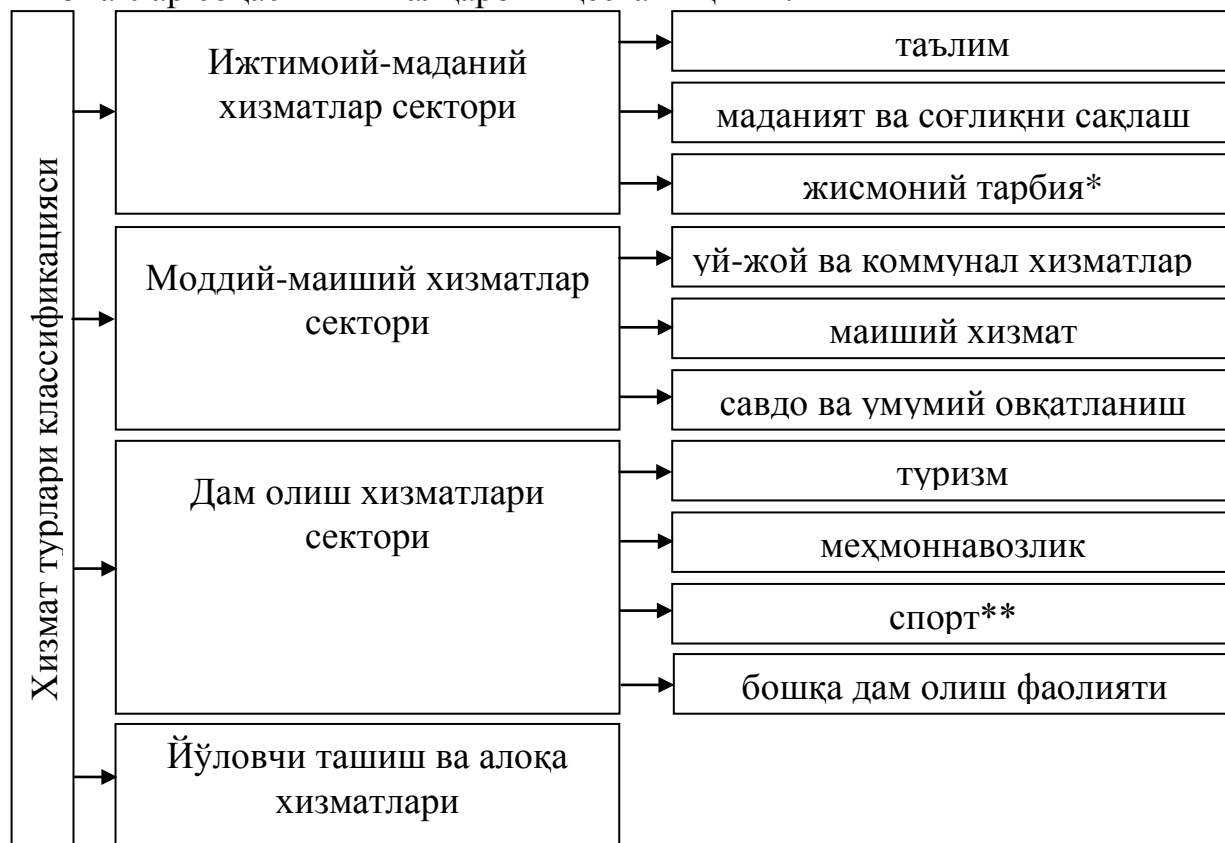 Хизмат турлари классификацияси
Ижтимоий-маданий
хизматлар сектори
таълим
маданият ва соғлиқни сақлаш
жисмоний тарбия*
Моддий-маиший хизматлар
сектори
уй-жой ва коммунал хизматлар
маиший хизмат
савдо ва умумий овқатланиш
Дам олиш хизматлари
сектори
туризм
меҳмоннавозлик
спорт**
бошқа дам олиш фаолияти
Йўловчи ташиш ва алоқа
хизматлари